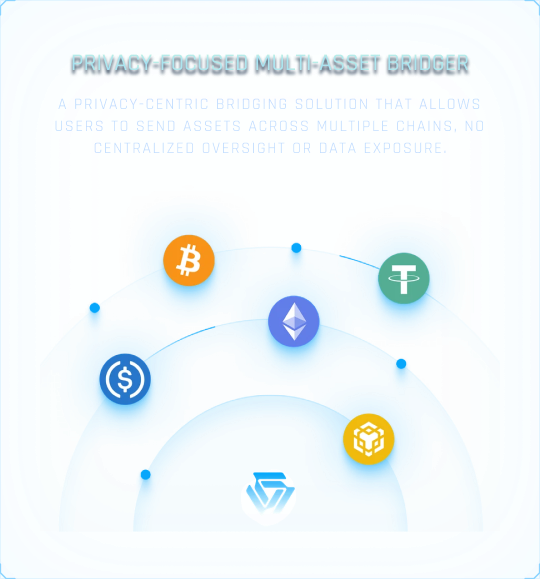 PRIVACY-FOCUSED MULTI-ASSET BRIDGER
A PRIVACY-CENTRIC BRIDGING SOLUTION THAT ALLOWS
USERS TO SEND ASSETS ACROSS MULTIPLE CHAINS, NO
CENTRALIZED OVERSIGHT OR DATA EXPOSURE.